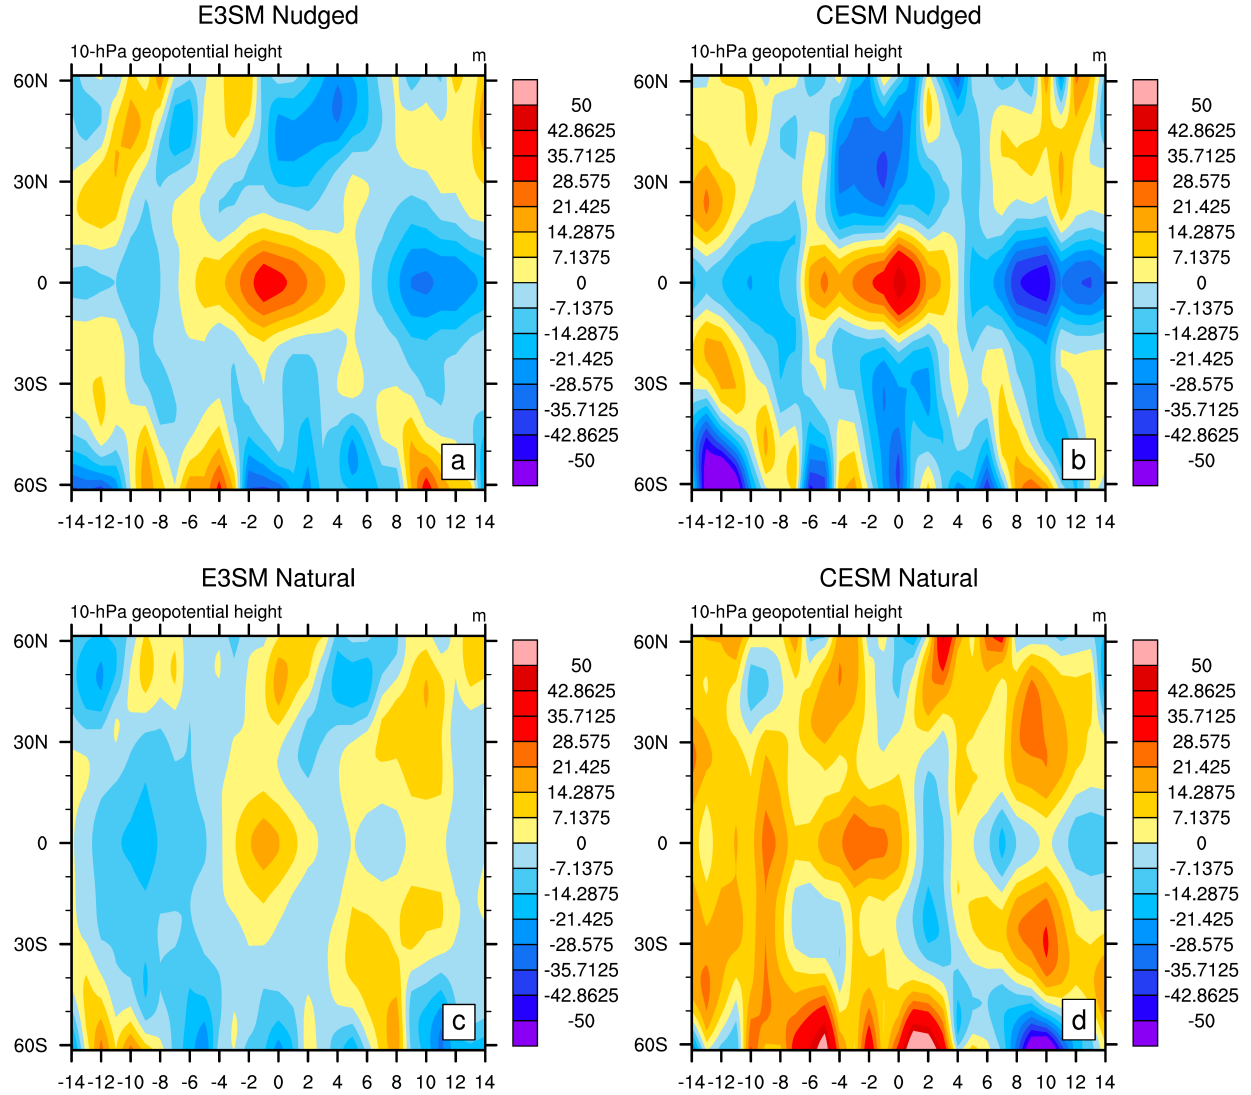 E3SM Nudged
10-hPa geopotential height m
60N
30N
0
30S
60S
-14 -12 -10 -8 -6 -4 -2 0 2 4 6 8 10 12 14
a
50
42.8625
35.7125
28.575
21.425
14.2875
7.1375
0
-7.1375
-14.2875
-21.425
-28.575
-35.7125
-42.8625
-50
CESM Nudged
10-hPa geopotential height m
60N
30N
0
30S
60S
-14 -12 -10 -8 -6 -4 -2 0 2 4 6 8 10 12 14
b
50
42.8625
35.7125
28.575
21.425
14.2875
7.1375
0
-7.1375
-14.2875
-21.425
-28.575
-35.7125
-42.8625
-50
E3SM Natural
10-hPa geopotential height m
60N
30N
0
30S
60S
-14 -12 -10 -8 -6 -4 -2 0 2 4 6 8 10 12 14
c
50
42.8625
35.7125
28.575
21.425
14.2875
7.1375
0
-7.1375
-14.2875
-21.425
-28.575
-35.7125
-42.8625
-50
CESM Natural
10-hPa geopotential height m
60N
30N
0
30S
60S
-14 -12 -10 -8 -6 -4 -2 0 2 4 6 8 10 12 14
d
50
42.8625
35.7125
28.575
21.425
14.2875
7.1375
0
-7.1375
-14.2875
-21.425
-28.575
-35.7125
-42.8625
-50